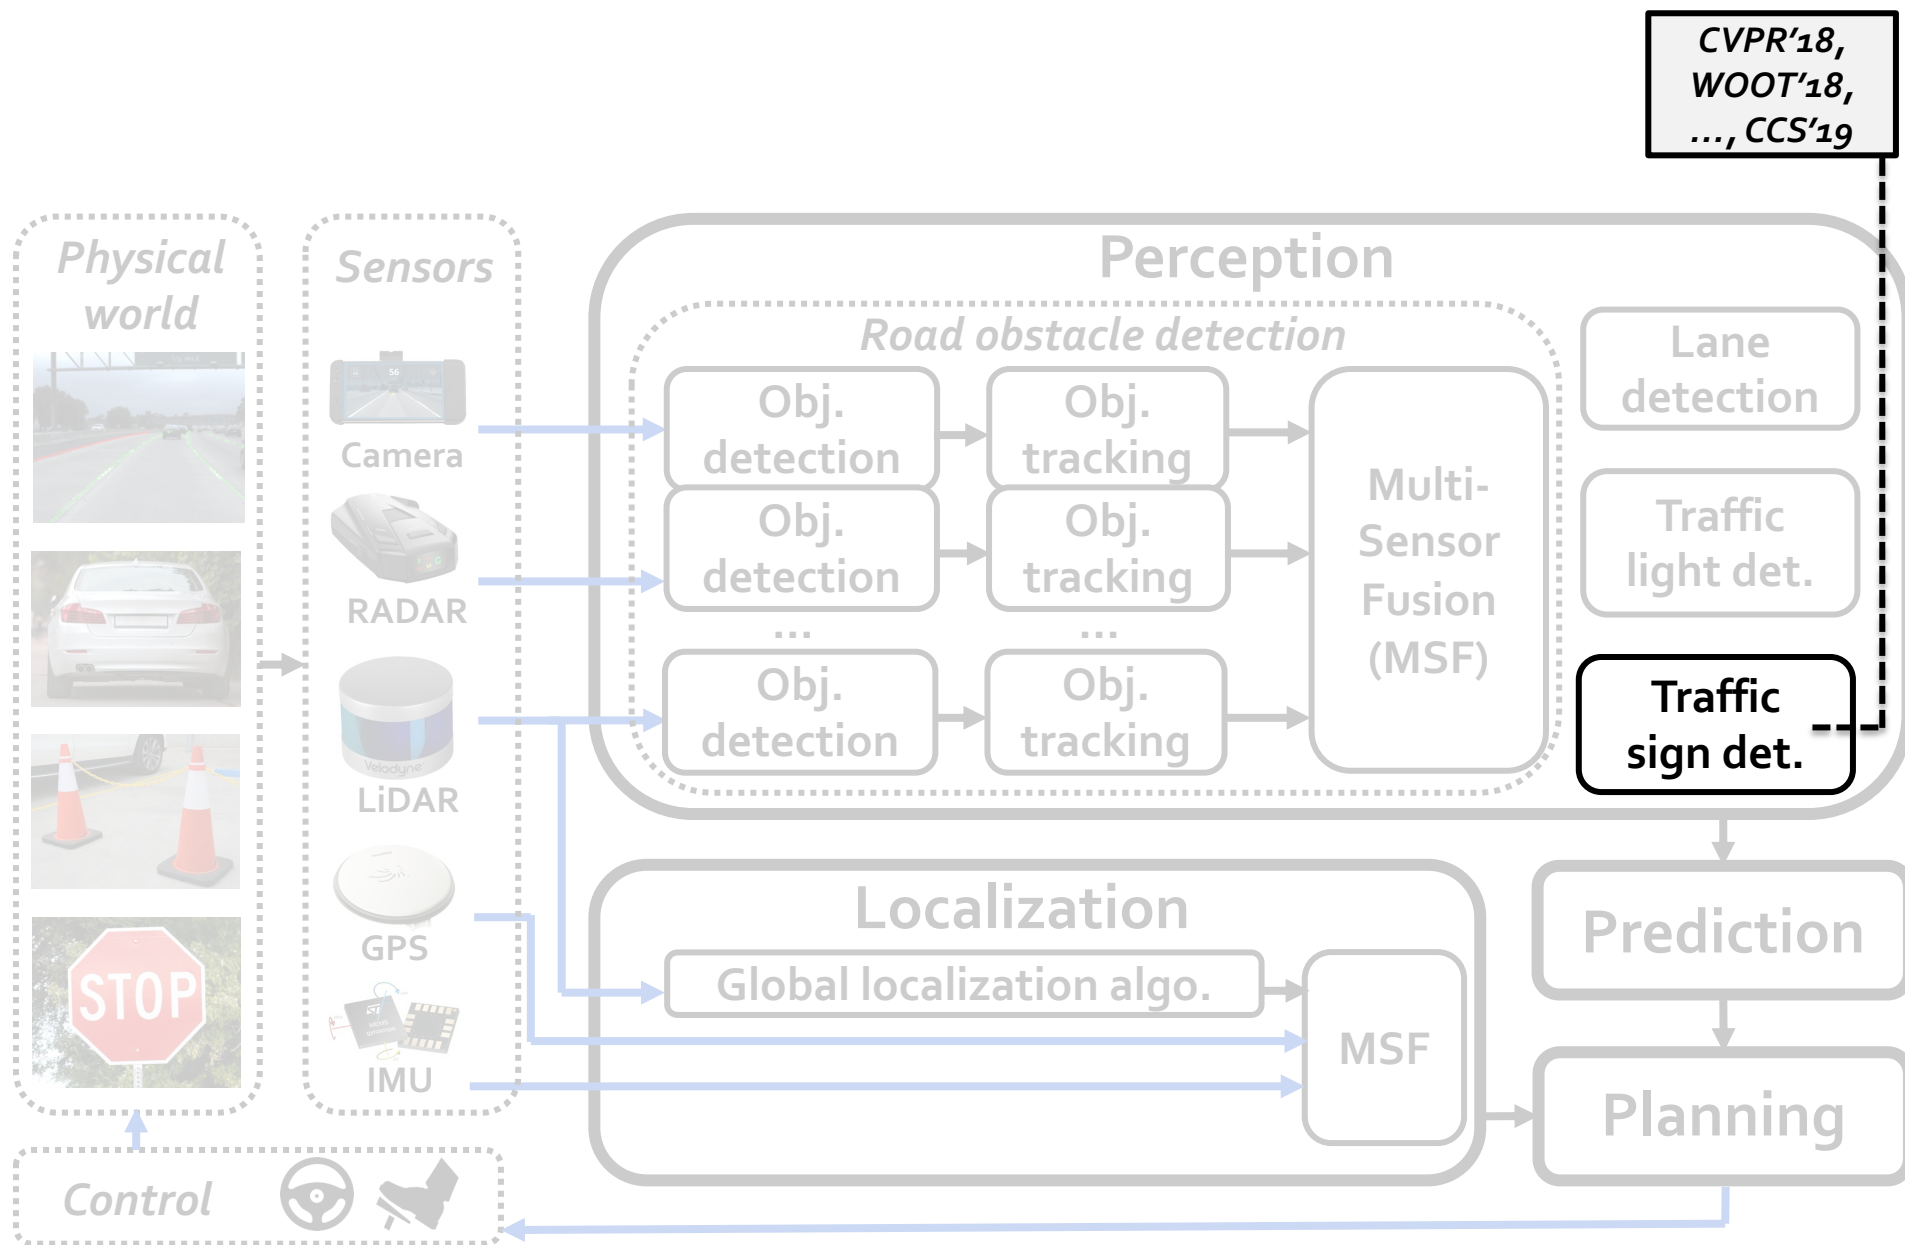 CVPR’18,
WOOT’18,
…, CCS’19
Physical
world
STOP
Sensors
56
Camera
RADAR
Velodyne
LiDAR
GPS
IMU
Perception
Road obstacle detection
Obj.
detection
Obj.
tracking
Obj.
detection
Obj.
tracking
...
...
Obj.
detection
Obj.
tracking
Multi-
Sensor
Fusion
(MSF)
Lane
detection
Traffic
light det.
Traffic
sign det.
Localization
Global localization algo.
MSF
Prediction
Planning
Control